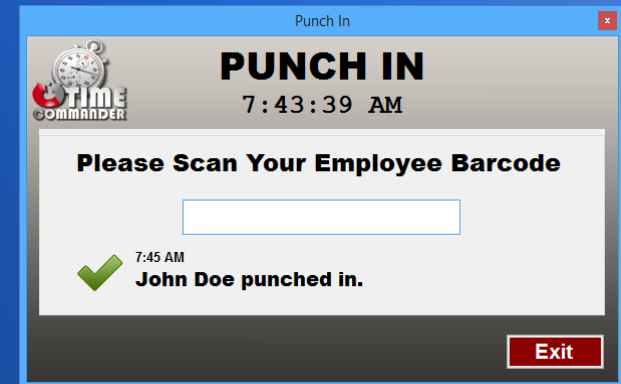 Punch In
x
TIME
COMMANDER
PUNCH IN
7:43:39 AM
Please Scan Your Employee Barcode
7:45 AM
John Doe punched in.
Exit